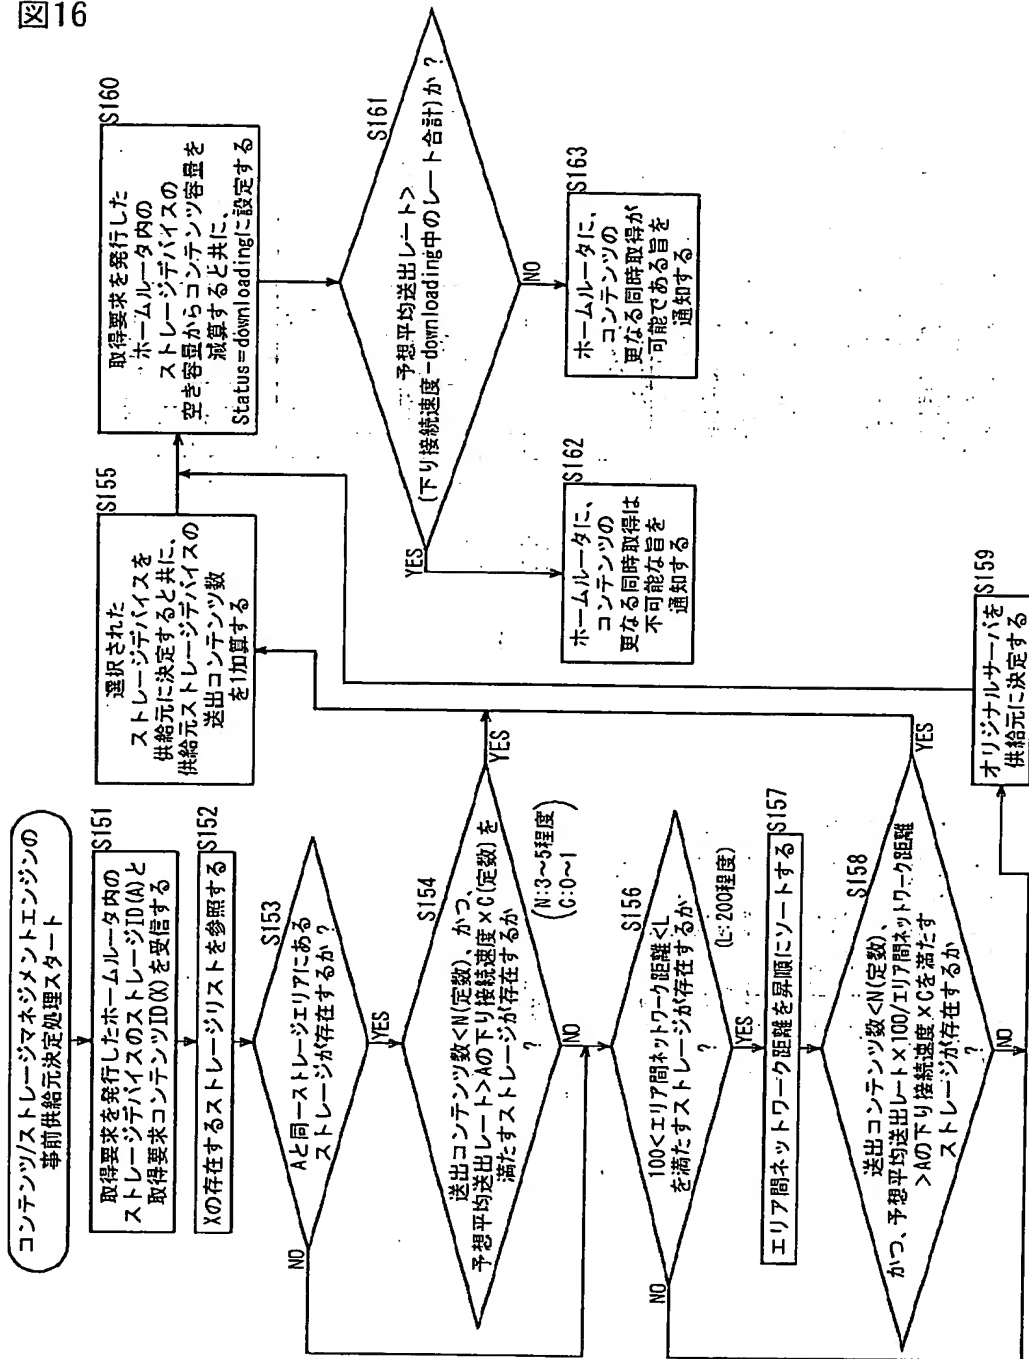 図16
コンテンツ/ストレージマネジメントエンジンの
事前供給元決定処理スタート
S151
取得要求を発行したホームルータ内の
ストレージデバイスのストレージID(A)と
取得要求コンテンツID(X)を受信する
S152
Xの存在するストレージリストを参照する
S153
Aと同一ストレージエリアにある
ストレージが存在するか?
NO
YES
S154
送出コンテンツ数<N(定数)、かつ、
予想平均送出レート>Aの下り接続速度×C(定数)を
満たすストレージが存在するか
?
(N:3~5程度
C:0~1)
YES
NO
S156
100<エリア間ネットワーク距離<L
を満たすストレージが存在するか
?
(L:200程度)
NO
YES
S157
エリア間ネットワーク距離を昇順にソートする
S158
送出コンテンツ数<N(定数)、
かつ、予想平均送出レート×100/エリア間ネットワーク距離
>Aの下り接続速度×Cを満たす
ストレージが存在するか
?
YES
NO
S155
選択された
ストレージデバイスを
供給元に決定すると共に、
供給元ストレージデバイスの
送出コンテンツ数
を1加算する
S159
オリジナルサーバを
供給元に決定する
S160
取得要求を発行した
ホームルータ内の
ストレージデバイスの
空き容量からコンテンツ容量を
減算すると共に、
Status=downloadingに設定する
S161
予想平均送出レート>
(下り接続速度-downloading中のレート合計)か?
YES
NO
S162
ホームルータに、
コンテンツの
更なる同時取得は
不可能な旨を
通知する
S163
ホームルータに、
コンテンツの
更なる同時取得が
可能である旨を
通知する